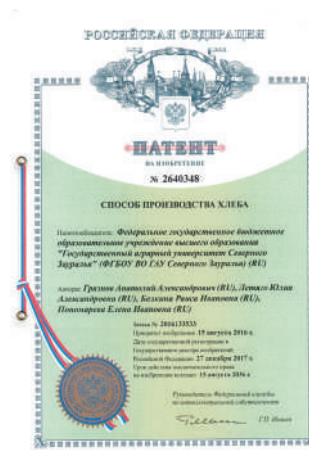 РОССИЙСКАЯ ФЕДЕРАЦИЯ
ПАТЕНТ
НА ИЗОБРЕТЕНИЕ
№ 2640348
СПОСОБ ПРОИЗВОДСТВА ХЛЕБА
Патентообладатель: Федеральное государственное бюджетное
образовательное учреждение высшего образования
"Государственный аграрный университет Северного
Зауралья" (ФГБОУ ВО ГАУ Северного Зауралья) (RU)
Авторы: Грязнов Анатолий Александрович (RU), Летяго Юлия
Александровна (RU), Белкина Раиса Ивановна (RU),
Пономарева Елена Ивановна (RU)
Заявка № 2016133533
Приоритет изобретения 15 августа 2016 г.
Дата государственной регистрации в
Государственном реестре изобретений
Российской Федерации 27 декабря 2017 г.
Срок действия исключительного права
на изобретение истекает 15 августа 2036 г.
Руководитель Федеральной службы
по интеллектуальной собственности
Г.П. Ивлиев